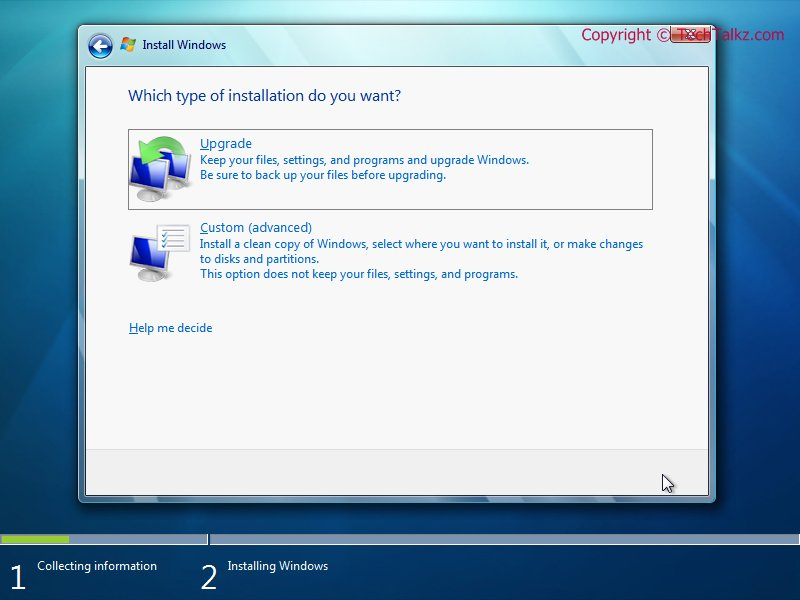 Install Windows
Copyright © TechTalkz.com
Which type of installation do you want?
Upgrade
Keep your files, settings, and programs and upgrade Windows.
Be sure to back up your files before upgrading.
Custom (advanced)
Install a clean copy of Windows, select where you want to install it, or make changes
to disks and partitions.
This option does not keep your files, settings, and programs.
Help me decide
1 Collecting information
2 Installing Windows